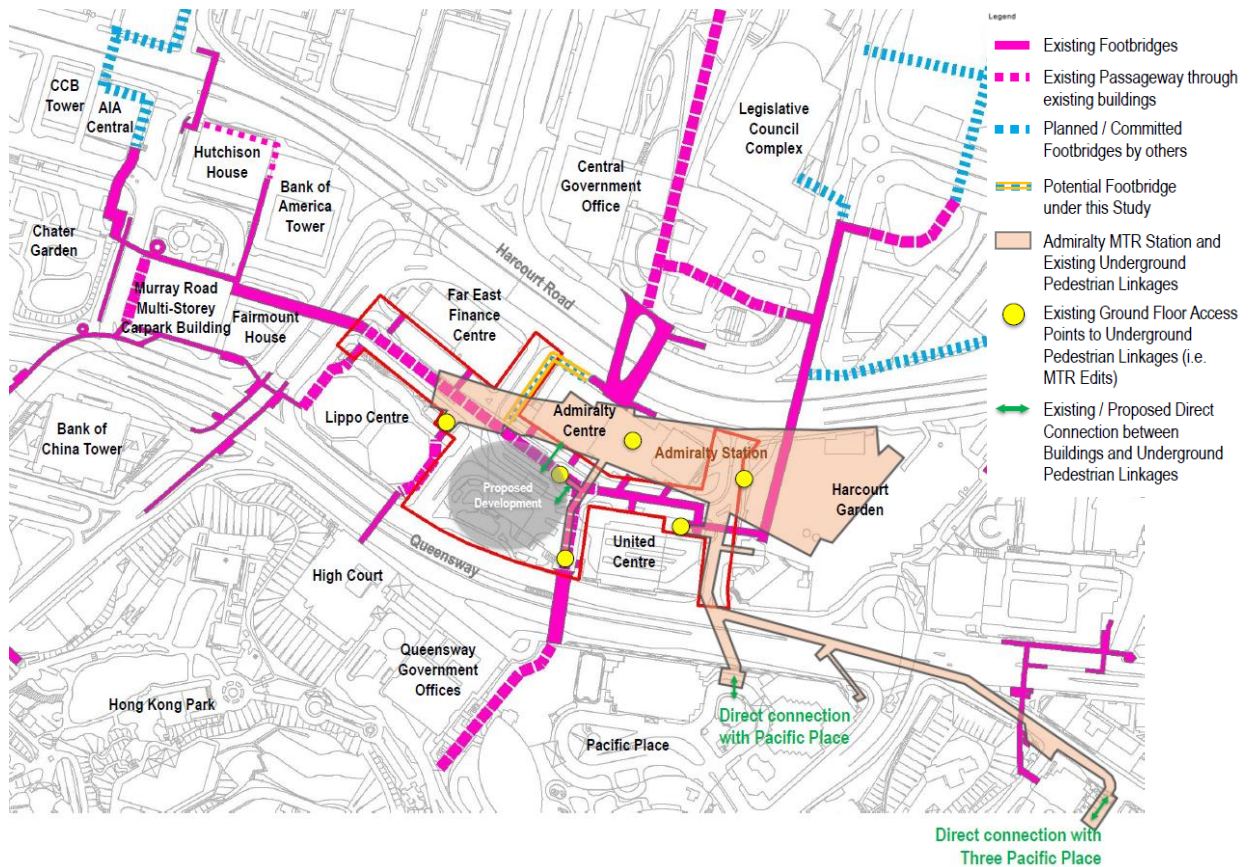 Legend
Existing Footbridges
Existing Passageway through
existing buildings
Planned / Committed
Footbridges by others
Potential Footbridge
under this Study
Admiralty MTR Station and
Existing Underground
Pedestrian Linkages
Existing Ground Floor Access
Points to Underground
Pedestrian Linkages (i.e.
MTR Edits)
Existing / Proposed Direct
Connection between
Buildings and Underground
Pedestrian Linkages
CCB
Tower
AIA
Central
Hutchison
House
Bank of
America
Tower
Legislative
Council
Complex
Central
Government
Office
Chater
Garden
Harcourt Road
Murray Road
Multi-Storey
Carpark Building
Fairmount
House
Far East
Finance
Centre
Lippo Centre
Bank of
China Tower
Admiralty
Centre
Admiralty Station
Proposed
Development
Harcourt
Garden
United
Centre
Queensway
High Court
Queensway
Government
Offices
Hong Kong Park
Pacific Place
Direct connection
with Pacific Place
Direct connection with
Three Pacific Place